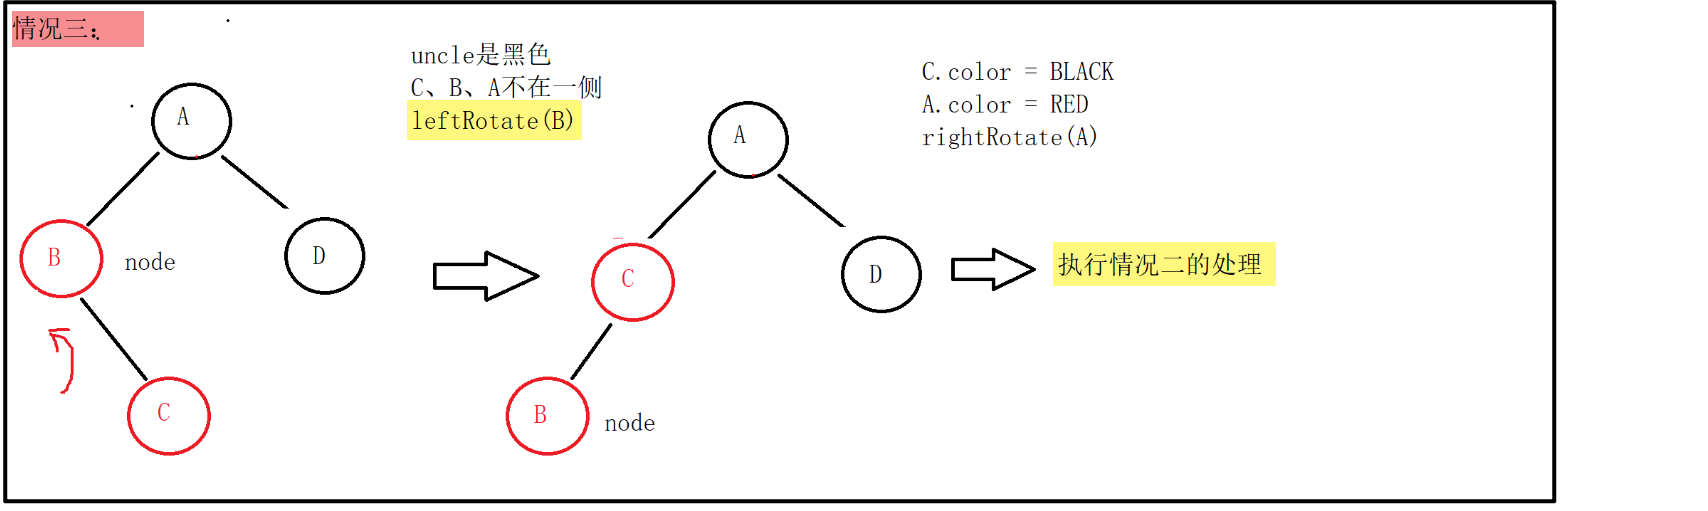 情况三：
uncle是黑色
C、B、A不在一侧
leftRotate(B)
C.color = BLACK
A.color = RED
rightRotate(A)
A
A
B
node
D
C
D
执行情况二的处理
C
B
node